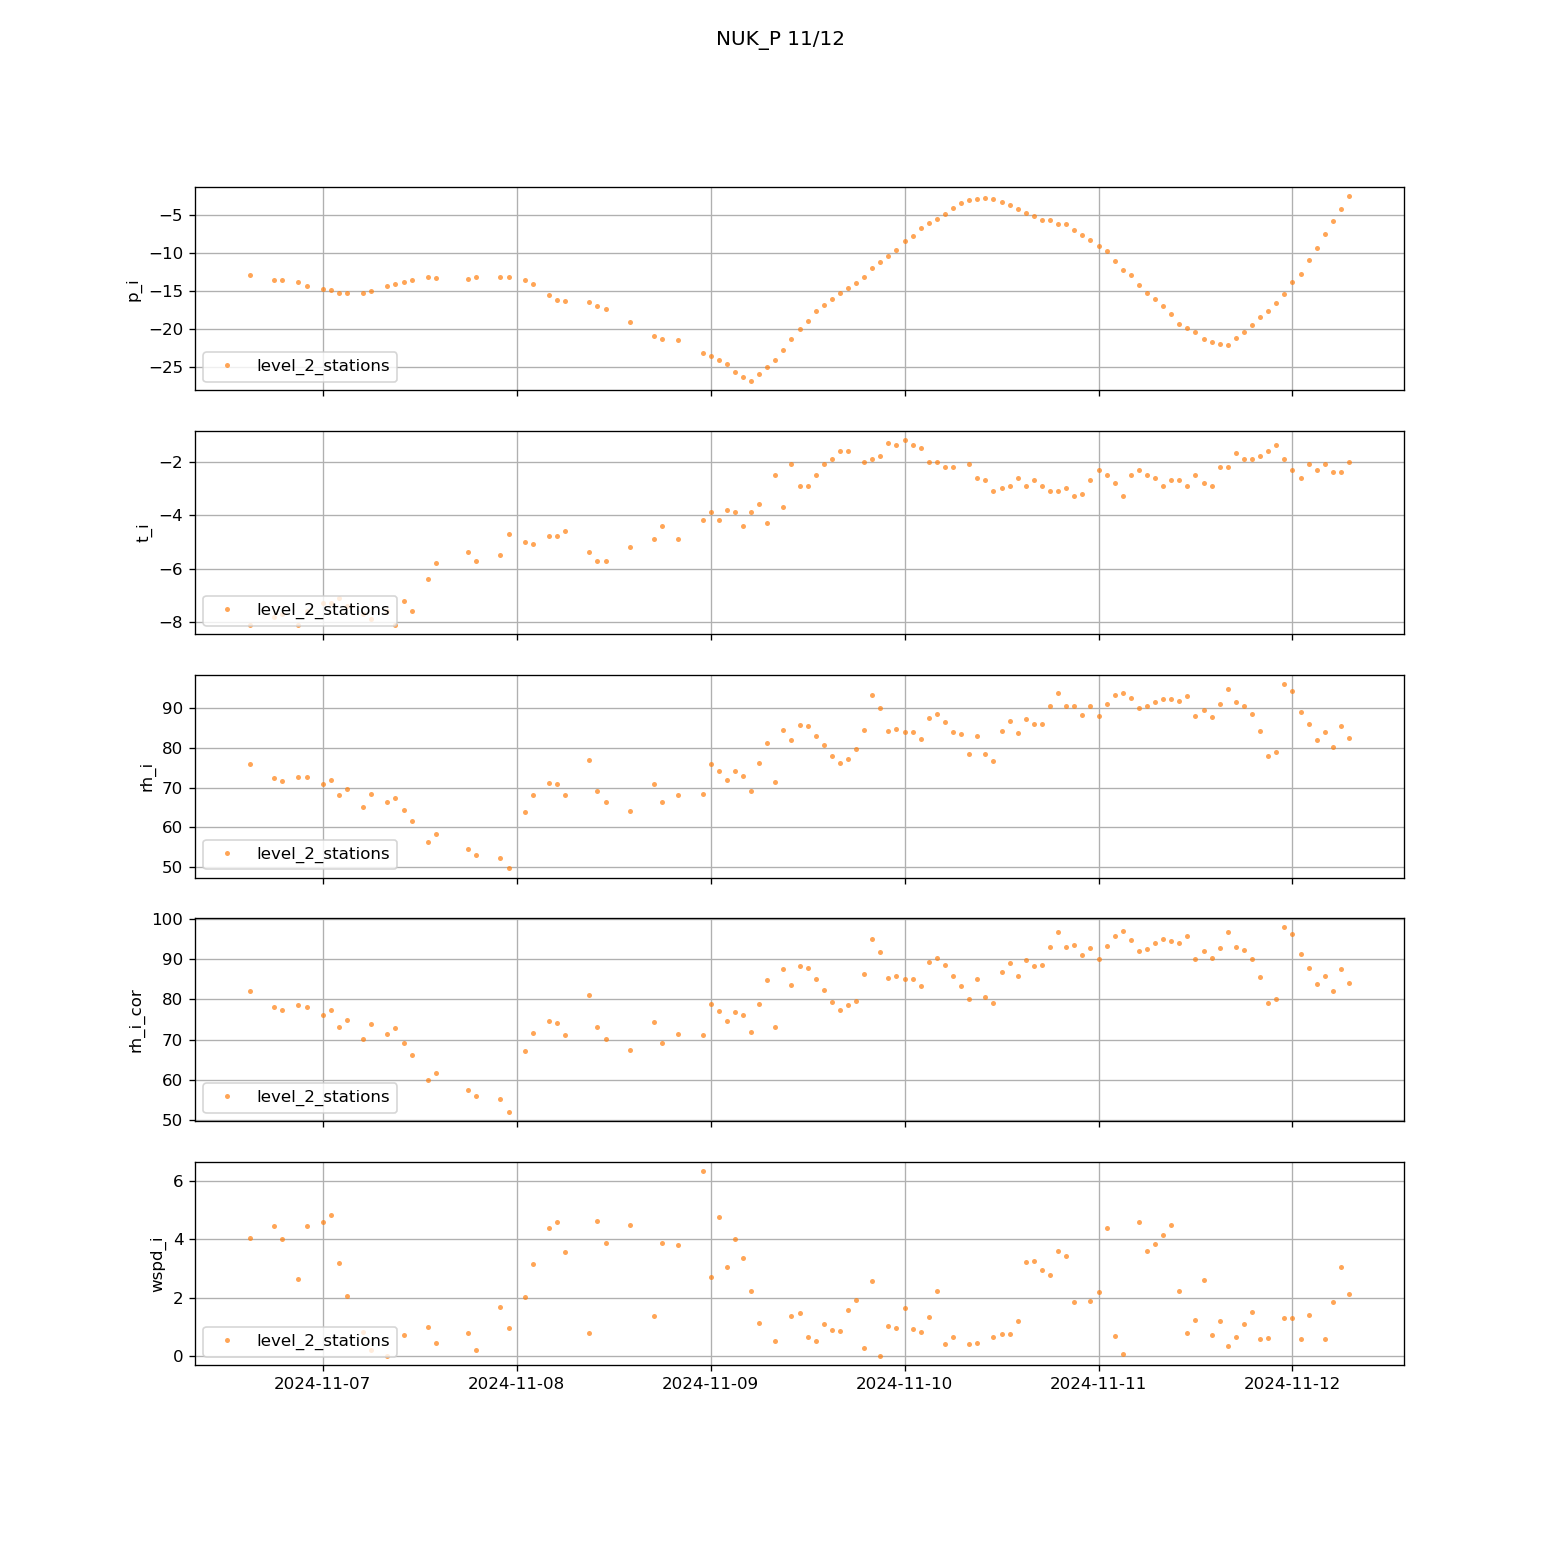 NUK_P 11/12
−5
−10
−15
−20
−25
p_i
level_2_stations
−2
−4
−6
−8
t_i
level_2_stations
90
80
70
60
50
rh_i
level_2_stations
100
90
80
70
60
50
rh_i_cor
level_2_stations
6
4
2
0
wspd_i
level_2_stations
2024-11-07 2024-11-08 2024-11-09 2024-11-10 2024-11-11 2024-11-12